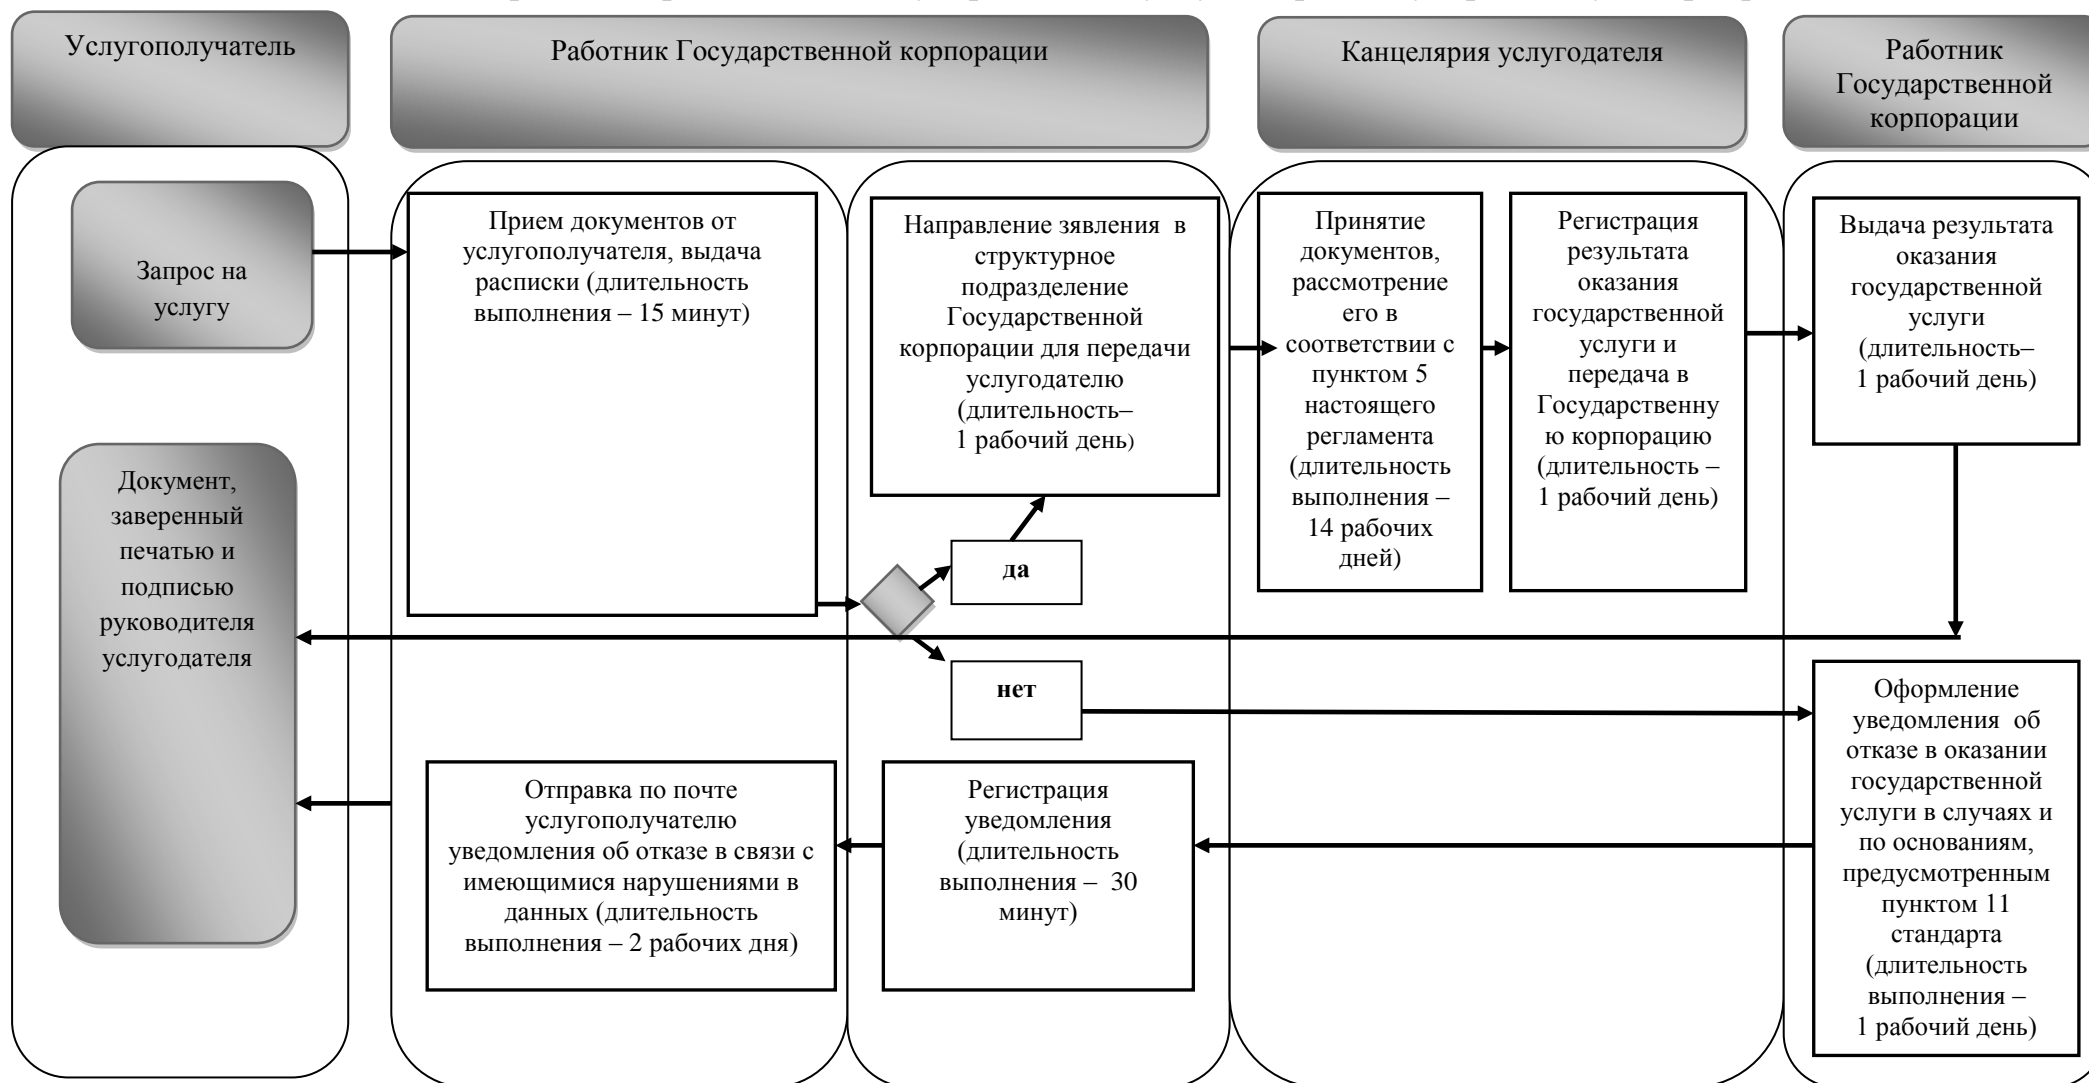 Услугополучатель
Работник Государственной корпорации
Канцелярия услугодателя
Работник
Государственной
корпорации
Запрос на
услугу
Прием документов от
услугополучателя, выдача
расписки (длительность
выполнения – 15 минут)
Направление зявления  в
структурное
подразделение
Государственной
корпорации для передачи
услугодателю
(длительность–
1 рабочий день)
Принятие
документов,
рассмотрение
его в
соответствии с
пунктом 5
настоящего
регламента
(длительность
выполнения –
14 рабочих
дней)
Регистрация
результата
оказания
государственной
услуги и
передача в
Государственну
ю корпорацию
(длительность –
1 рабочий день)
Выдача результата
оказания
государственной
услуги
(длительность–
1 рабочий день)
Документ,
заверенный
печатью и
подписью
руководителя
услугодателя
да
нет
Отправка по почте
услугополучателю
уведомления об отказе в связи с
имеющимися нарушениями в
данных (длительность
выполнения – 2 рабочих дня)
Регистрация
уведомления
(длительность
выполнения –  30
минут)
Оформление
уведомления  об
отказе в оказании
государственной
услуги в случаях и
по основаниям,
предусмотренным
пунктом 11
стандарта
(длительность
выполнения –
1 рабочий день)